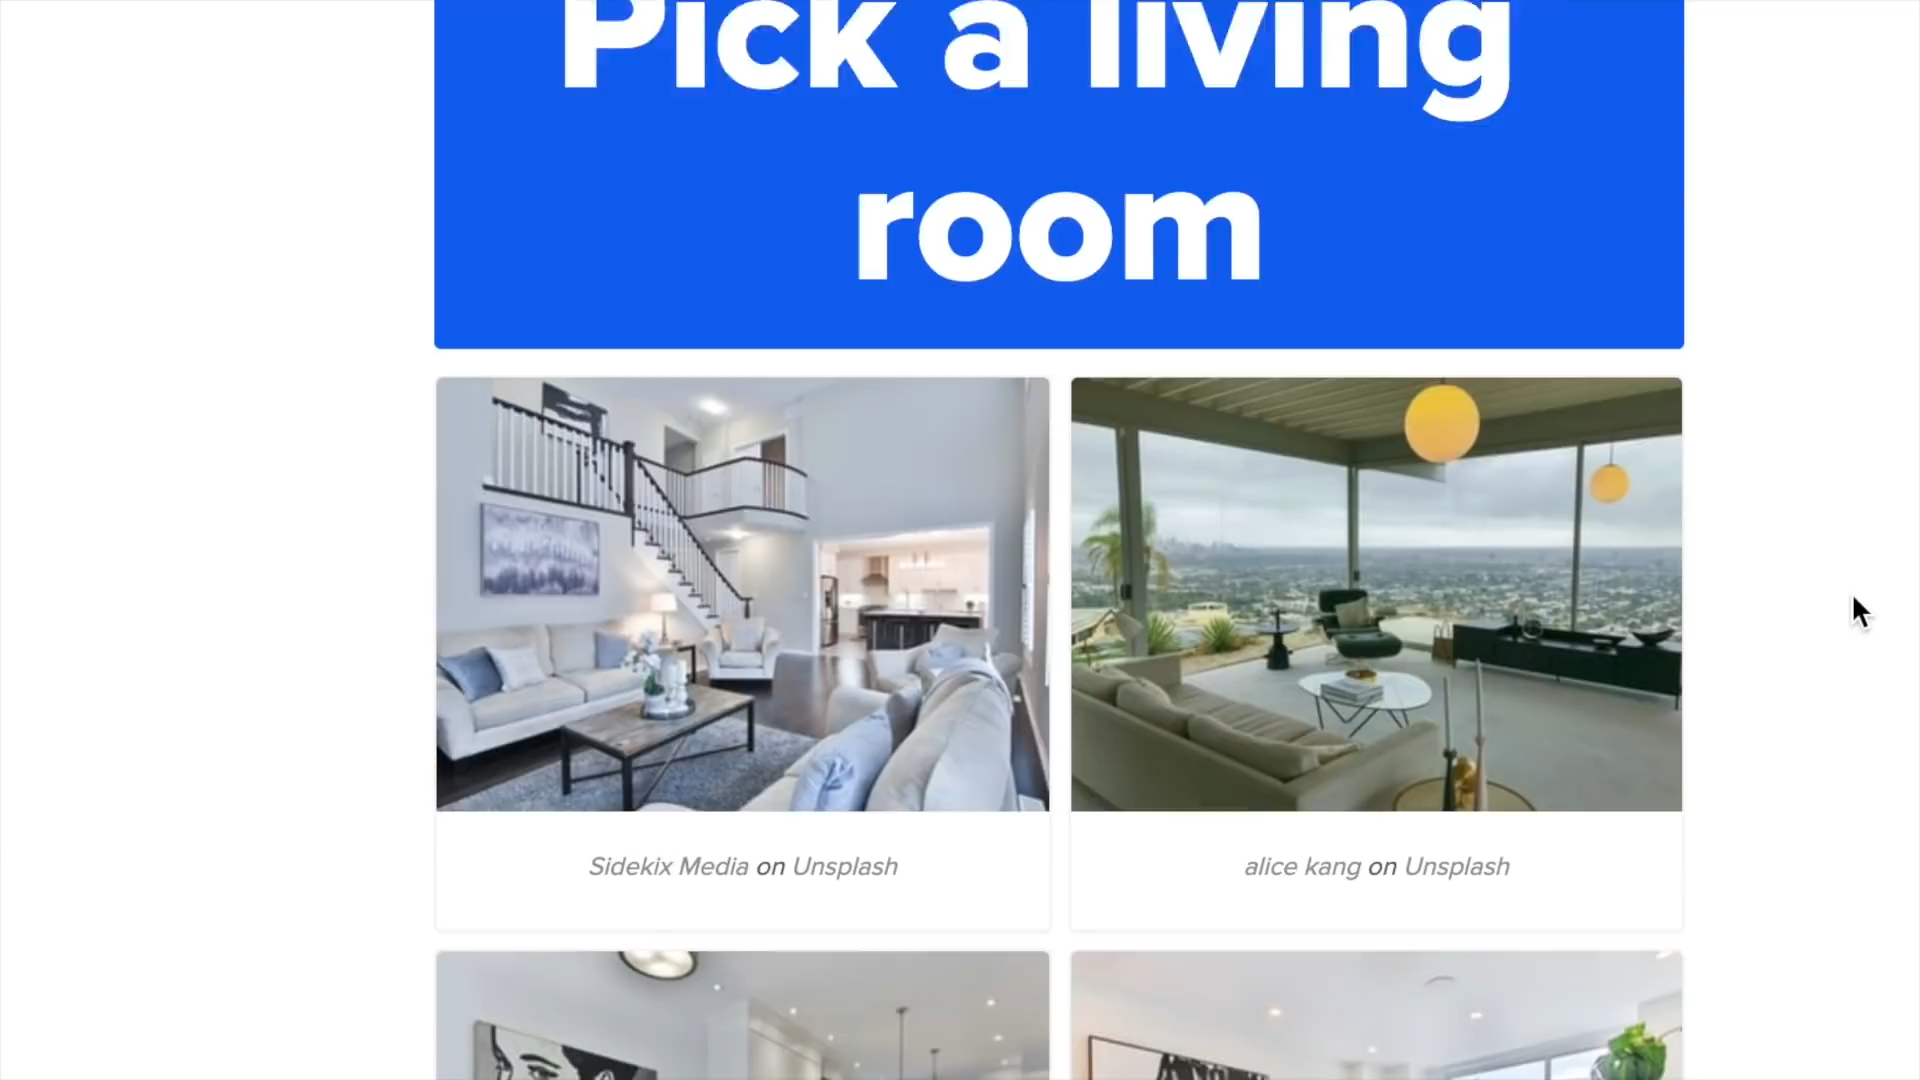 Pick a living
room
Sidekix Media on Unsplash
alice kang on Unsplash